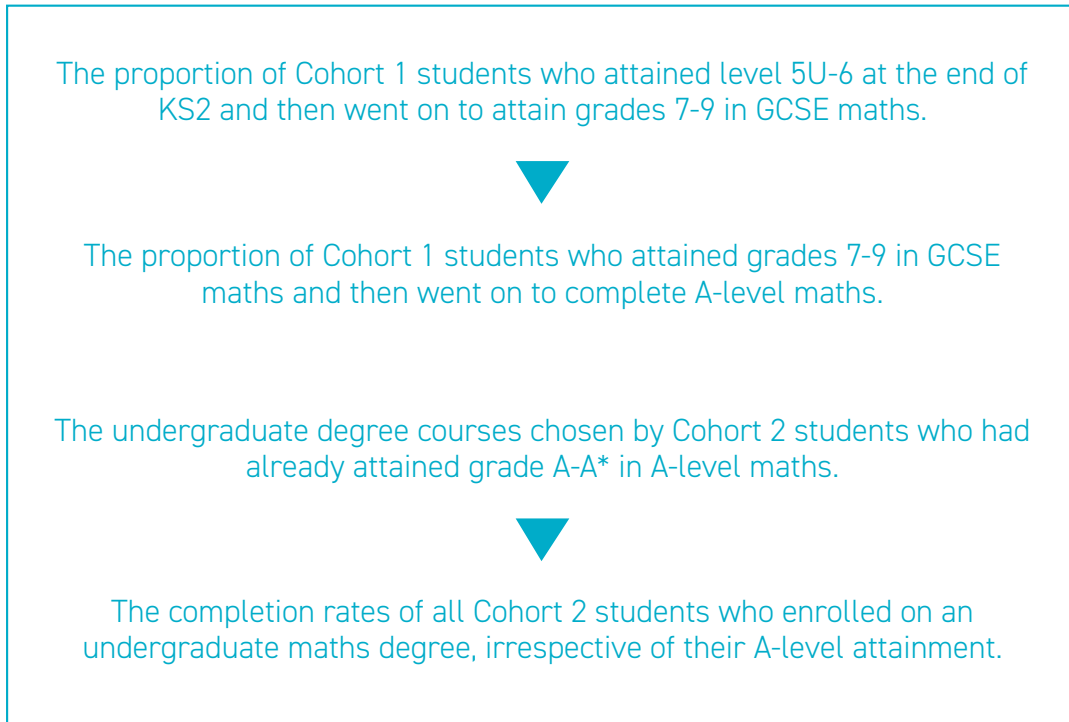 The proportion of Cohort 1 students who attained level 5U-6 at the end of
KS2 and then went on to attain grades 7-9 in GCSE maths.
The proportion of Cohort 1 students who attained grades 7-9 in GCSE
maths and then went on to complete A-level maths.
The undergraduate degree courses chosen by Cohort 2 students who had
already attained grade A-A* in A-level maths.
The completion rates of all Cohort 2 students who enrolled on an
undergraduate maths degree, irrespective of their A-level attainment.